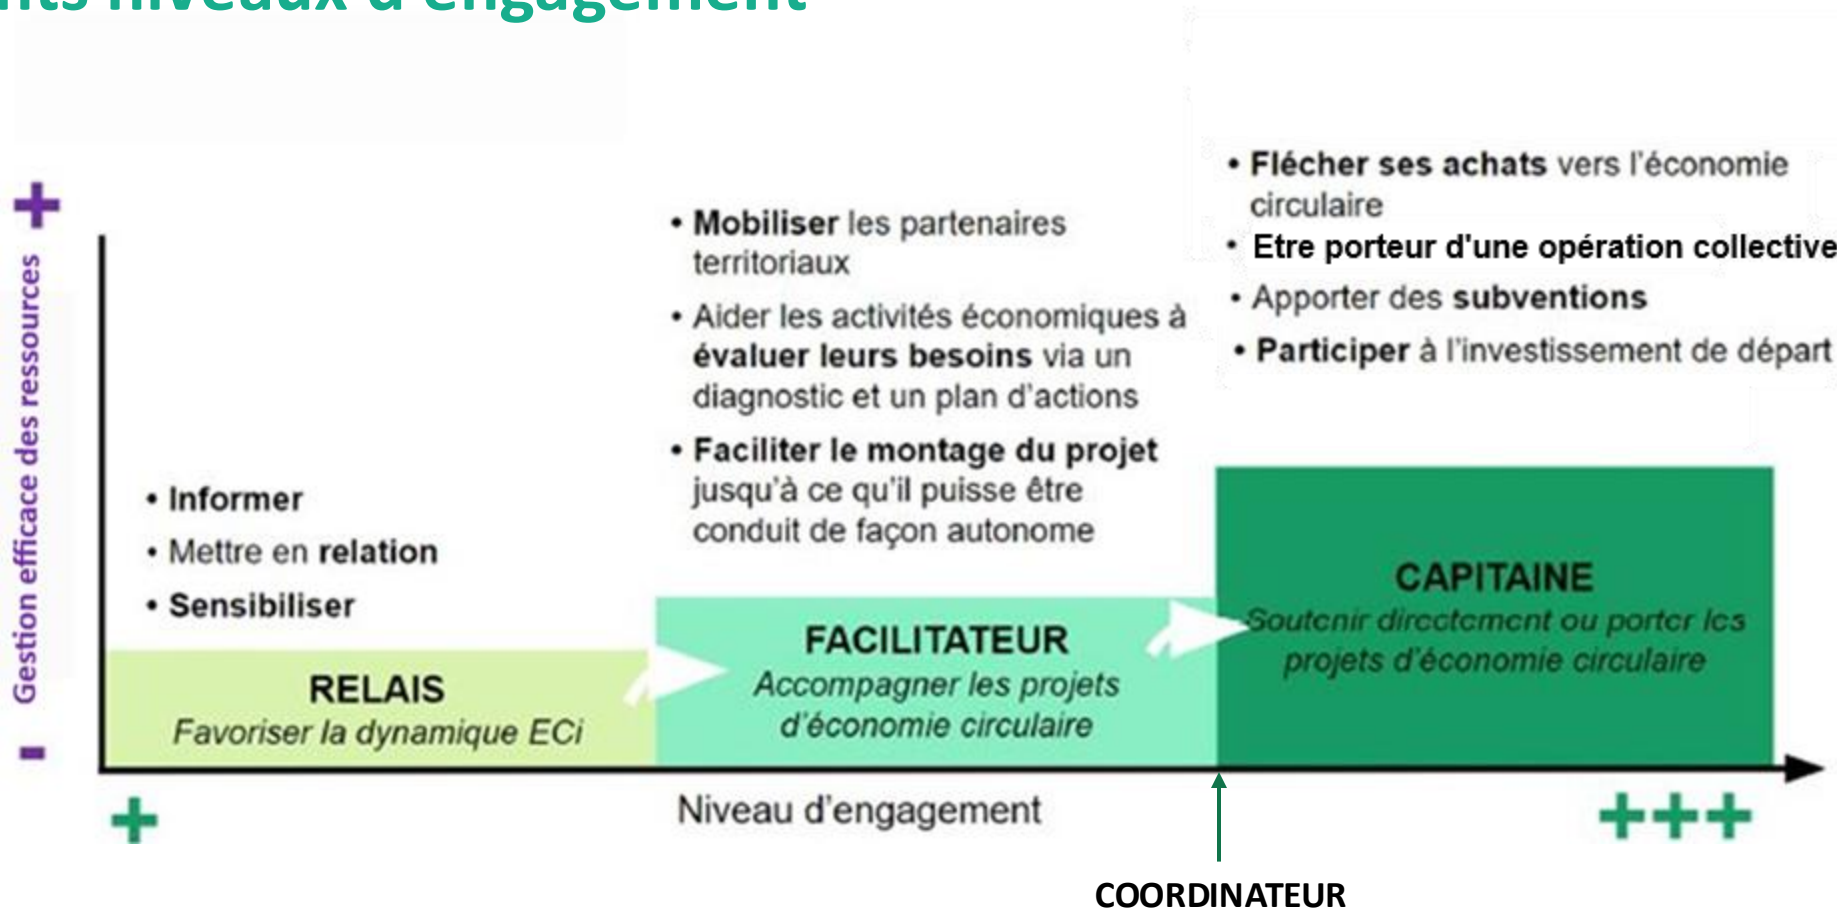 nts niveaux d'engagement
+
Gestion efficace des ressources
-
• Informer
• Mettre en relation
• Sensibiliser
RELAIS
Favoriser la dynamique ECi
• Mobiliser les partenaires
territoriaux
• Aider les activités économiques à
évaluer leurs besoins via un
diagnostic et un plan d'actions
• Faciliter le montage du projet
jusqu'à ce qu'il puisse être
conduit de façon autonome
FACILITATEUR
Accompagner les projets
d'économie circulaire
• Flécher ses achats vers l'économie
circulaire
• Etre porteur d'une opération collective
• Apporter des subventions
• Participer à l'investissement de départ
CAPITAINE
Soutenir directement ou porter les
projets d'économie circulaire
+
Niveau d'engagement
+++
COORDINATEUR